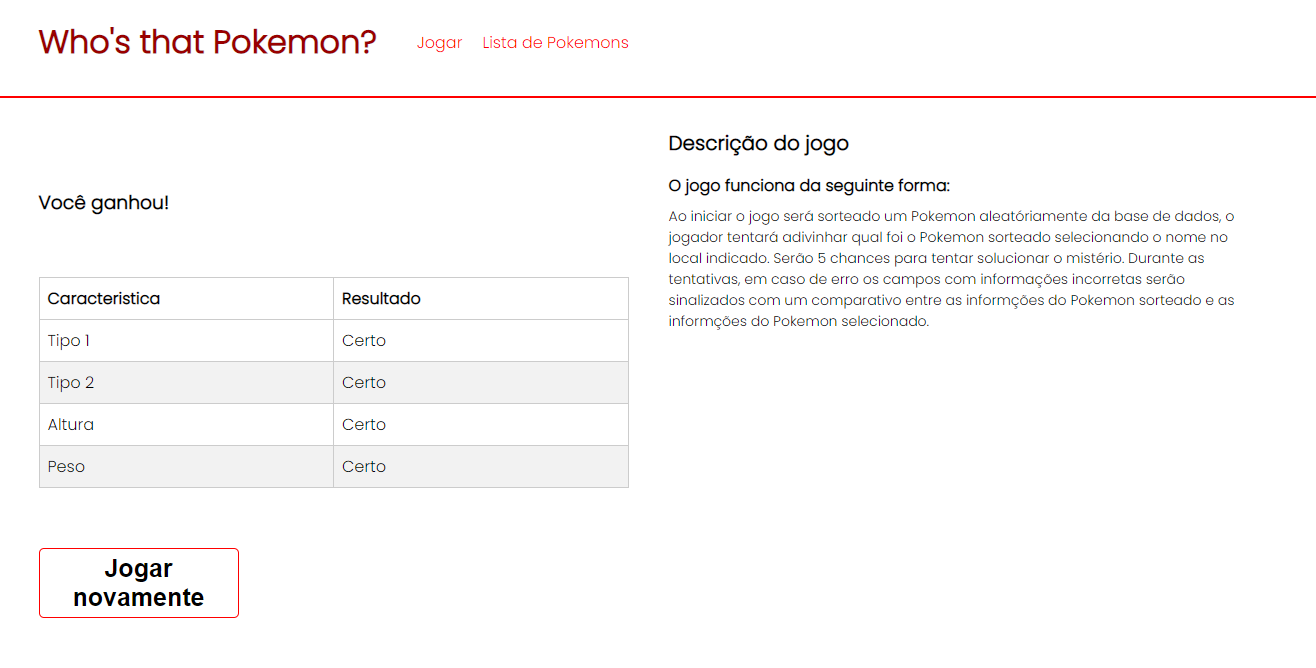 Who's that Pokemon?
Jogar
Lista de Pokemons
Você ganhou!
Caracteristica Resultado
Tipo 1 Certo
Tipo 2 Certo
Altura Certo
Peso Certo
Jogar
novamente
Descrição do jogo
O jogo funciona da seguinte forma:
Ao iniciar o jogo será sorteado um Pokemon aleatóriamente da base de dados, o
jogador tentará adivinhar qual foi o Pokemon sorteado selecionando o nome no
local indicado. Serão 5 chances para tentar solucionar o mistério. Durante as
tentativas, em caso de erro os campos com informações incorretas serão
sinalizados com um comparativo entre as informções do Pokemon sorteado e as
informções do Pokemon selecionado.